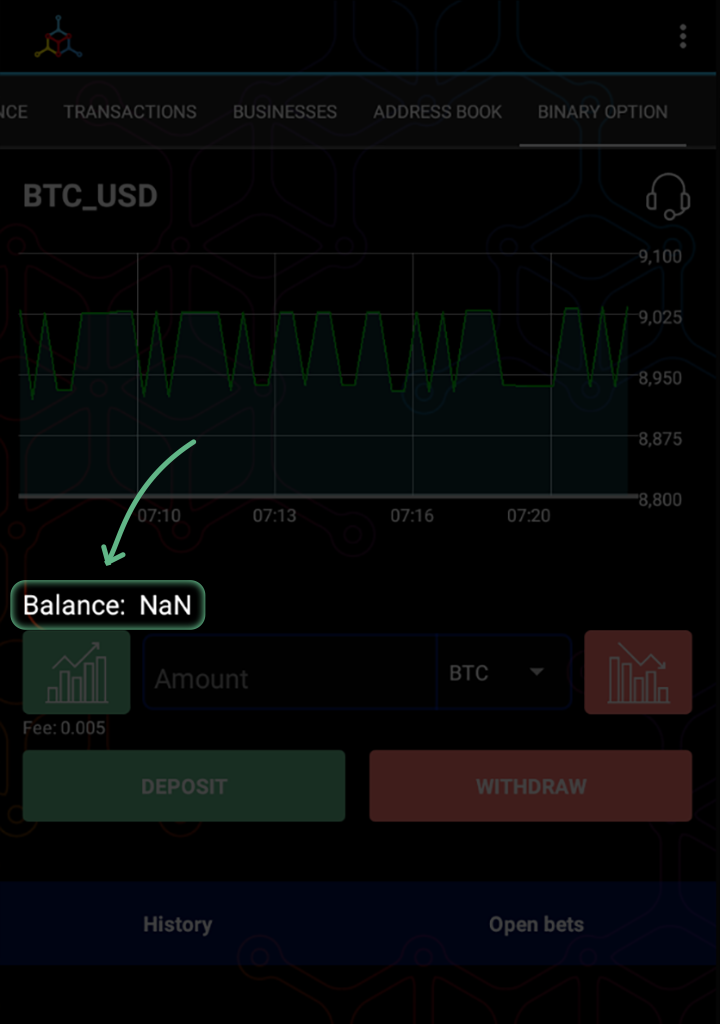 NCE TRANSACTIONS BUSINESSES ADDRESS BOOK BINARY OPTION
BTC_USD
9,100
9,025
8,950
8,875
8,800
07:10 07:13 07:16 07:20
Balance: NaN
Amount BTC
Fee: 0.005
DEPOSIT WITHDRAW
History Open bets